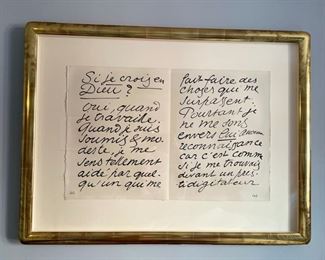 Si je crois en
Dieu ?
Oui, quand
je travaille.
Quand je suis
soumis & mo-
deste, je me
sens tellement
aidé par quel-
qu'un qui me
fait faire des
choses qui me
surpassent.
Pourtant je
ne me sens
envers lui aucune
reconnaissance
car c'est comme
si je me trouvais
devant un pres-
tidigitateur